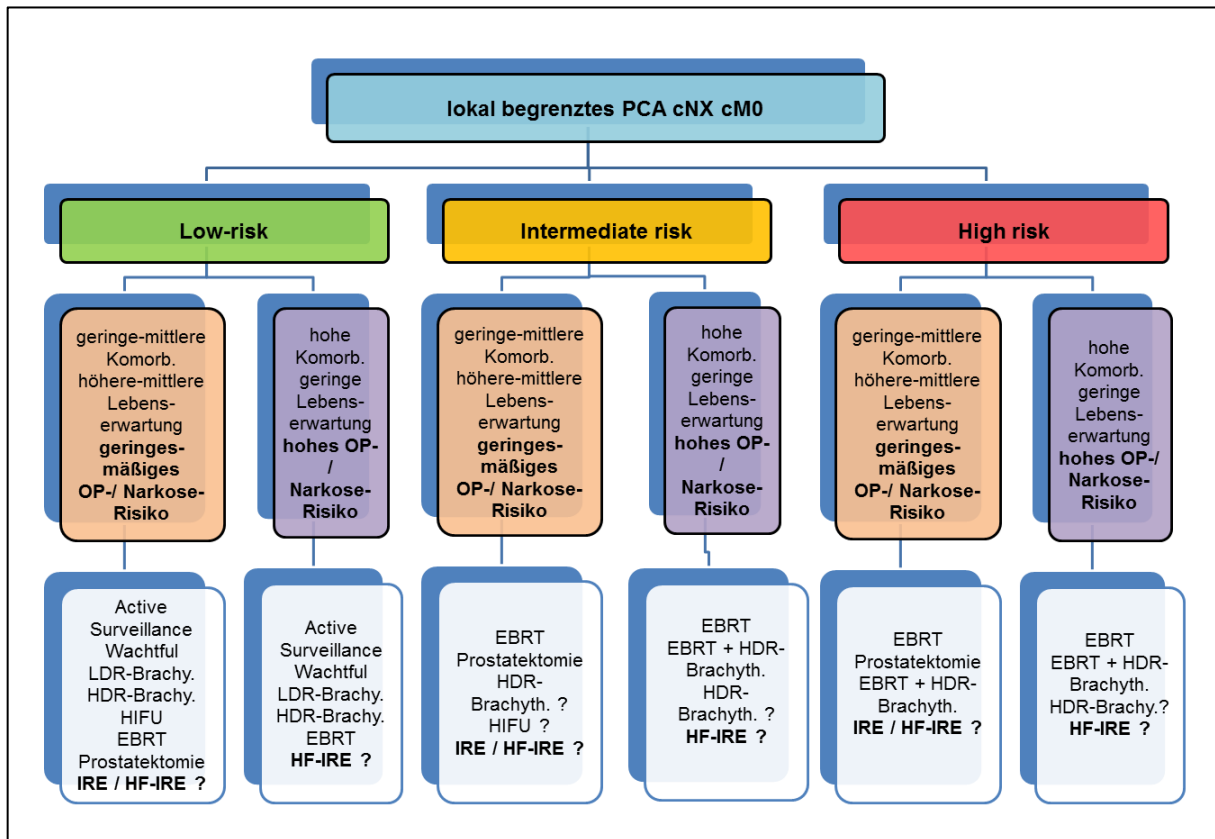 lokal begrenztes PCA cNX cM0
Low-risk
Intermediate risk
High risk
geringe-mittlere
Komorb.
höhere-mittlere
Lebens-
erwartung
geringes-
mäßiges
OP-/ Narkose-
Risiko
hohe
Komorb.
geringe
Lebens-
erwartung
hohes OP-
/
Narkose-
Risiko
geringe-mittlere
Komorb.
höhere-mittlere
Lebens-
erwartung
geringes-
mäßiges
OP-/ Narkose-
Risiko
hohe
Komorb.
geringe
Lebens-
erwartung
hohes OP-
/
Narkose-
Risiko
geringe-mittlere
Komorb.
höhere-mittlere
Lebens-
erwartung
geringes-
mäßiges
OP-/ Narkose-
Risiko
hohe
Komorb.
geringe
Lebens-
erwartung
hohes OP-/
Narkose-
Risiko
Active
Surveillance
Wachtful
LDR-Brachy.
HDR-Brachy.
HIFU
EBRT
Prostatektomie
IRE / HF-IRE ?
Active
Surveillance
Wachtful
LDR-Brachy.
HDR-Brachy.
EBRT
HF-IRE ?
EBRT
Prostatektomie
HDR-
Brachyth. ?
HIFU ?
IRE / HF-IRE ?
EBRT
EBRT + HDR-
Brachyth.
HDR-
Brachyth. ?
HF-IRE ?
EBRT
Prostatektomie
EBRT + HDR-
Brachyth.
IRE / HF-IRE ?
EBRT
EBRT + HDR-
Brachyth.
HDR-Brachy.?
HF-IRE ?